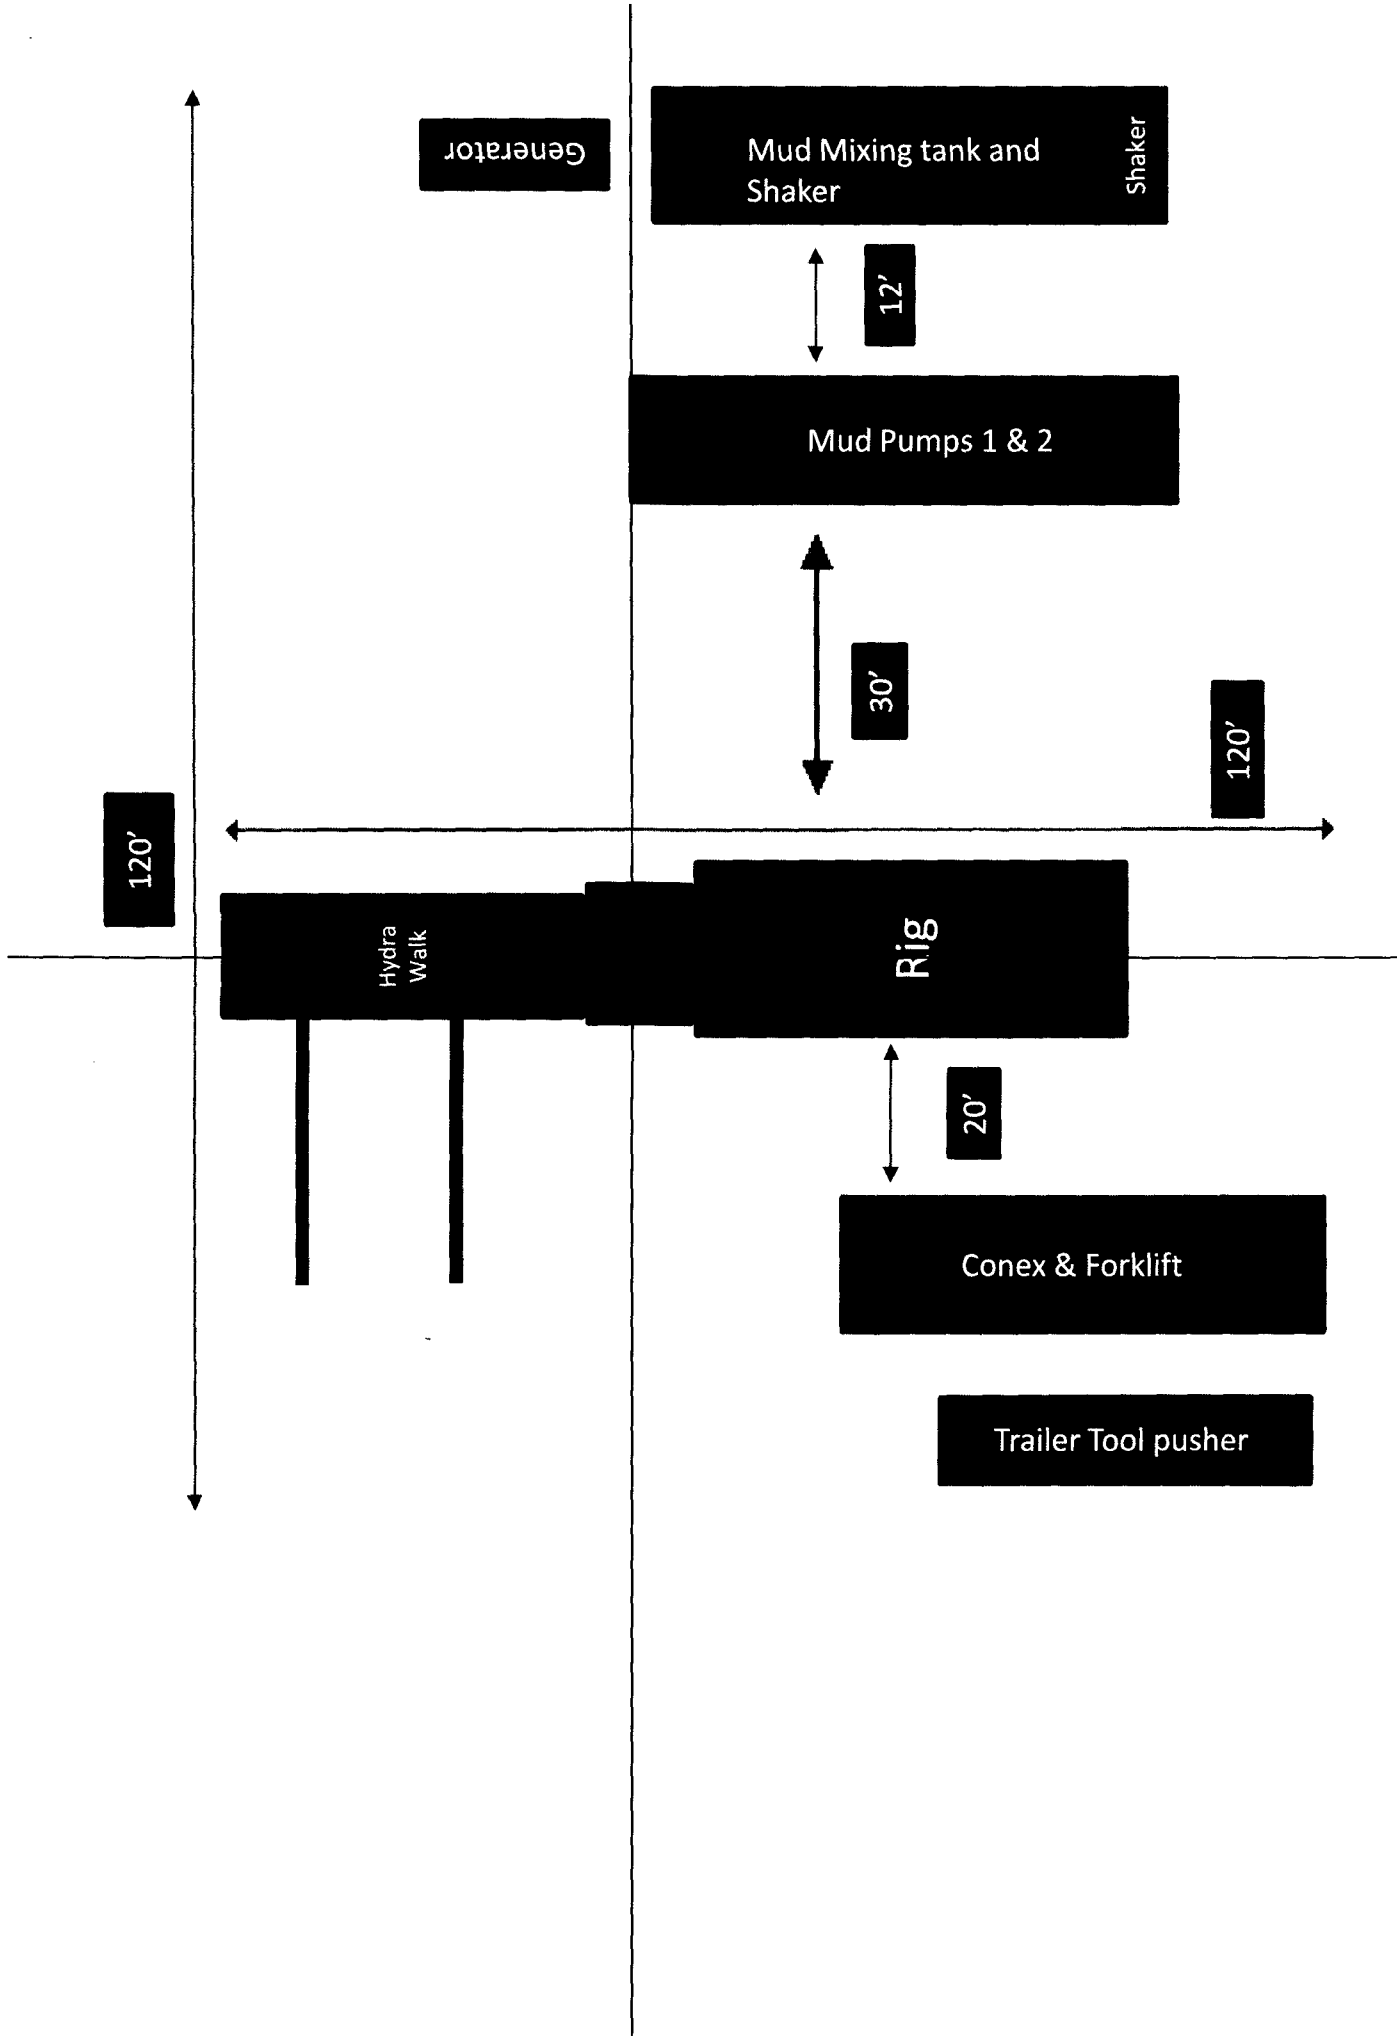 Generator
Mud Mixing tank and
Shaker
Shaker
12'
Mud Pumps 1 & 2
30'
120'
120'
Hydra
Walk
Rig
20'
Conex & Forklift
Trailer Tool pusher